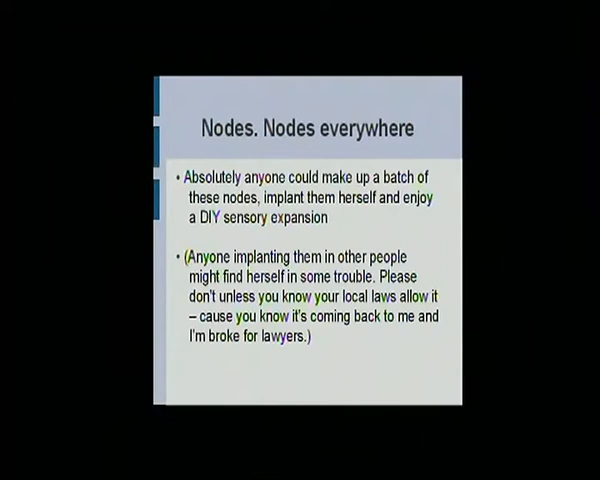 Nodes. Nodes everywhere
• Absolutely anyone could make up a batch of
these nodes, implant them herself and enjoy
a DIY sensory expansion
• (Anyone implanting them in other people
might find herself in some trouble. Please
don't unless you know your local laws allow it
– cause you know it's coming back to me and
I'm broke for lawyers.)